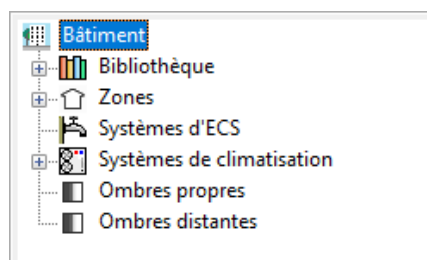 Bâtiment
Bibliothèque
Zones
Systèmes d'ECS
Systèmes de climatisation
Ombres propres
Ombres distantes